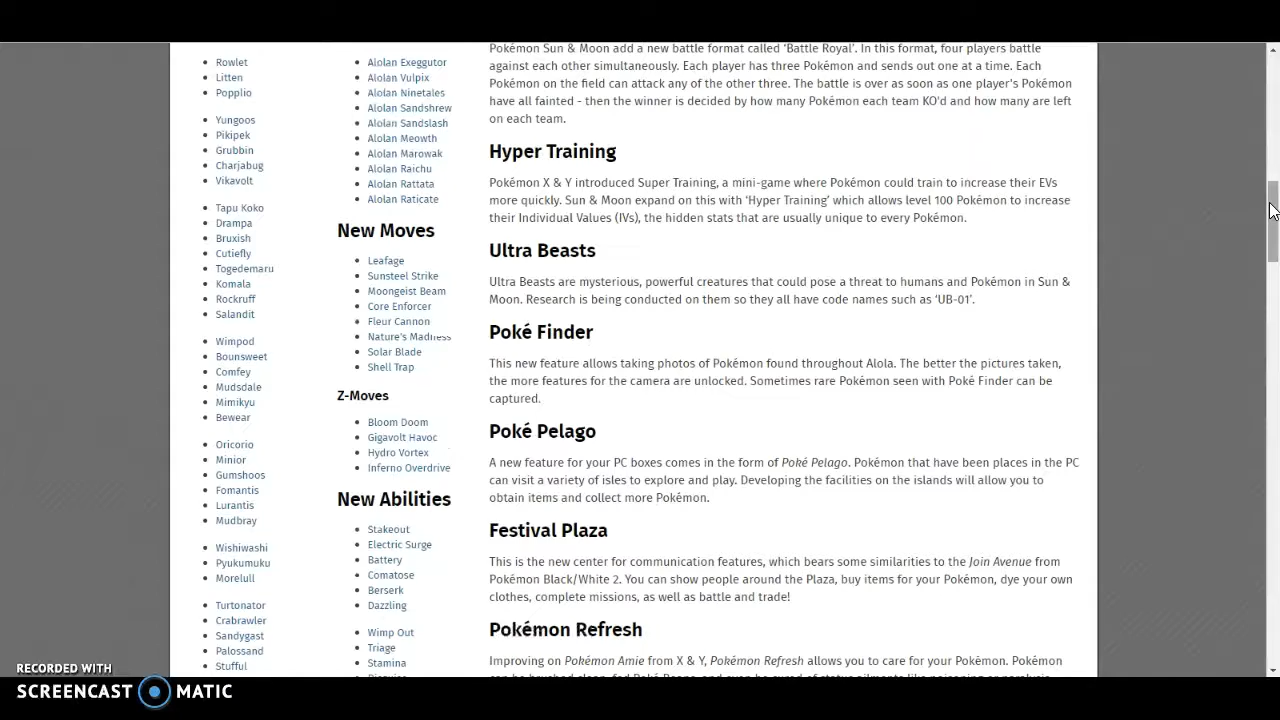 Rowlet
Litten
Popplio
Yungoos
Pikipek
Grubbin
Charjabug
Vikavolt
Tapu Koko
Drampa
Bruxish
Cutiefly
Togedemaru
Komala
Rockruff
Salandit
Wimpod
Bounsweet
Comfey
Mudsdale
Mimikyu
Bewear
Oricorio
Minior
Gumshoos
Fomantis
Lurantis
Mudbray
Wishiwashi
Pyukumuku
Morelull
Turtonator
Crabrawler
Sandygast
Palossand
Stufful
Alolan Exeggutor
Alolan Vulpix
Alolan Ninetales
Alolan Sandshrew
Alolan Sandslash
Alolan Meowth
Alolan Marowak
Alolan Raichu
Alolan Rattata
Alolan Raticate
New Moves
Leafage
Sunsteel Strike
Moongeist Beam
Core Enforcer
Fleur Cannon
Nature's Madness
Solar Blade
Shell Trap
Z-Moves
Bloom Doom
Gigavolt Havoc
Hydro Vortex
Inferno Overdrive
New Abilities
Stakeout
Electric Surge
Battery
Comatose
Berserk
Dazzling
Wimp Out
Triage
Stamina
Pokémon Sun & Moon add a new battle format called ‘Battle Royal’. In this format, four players battle
against each other simultaneously. Each player has three Pokémon and sends out one at a time. Each
Pokémon on the field can attack any of the other three. The battle is over as soon as one player's Pokémon
have all fainted - then the winner is decided by how many Pokémon each team KO'd and how many are left
on each team.
Hyper Training
Pokémon X & Y introduced Super Training, a mini-game where Pokémon could train to increase their EVs
more quickly. Sun & Moon expand on this with ‘Hyper Training’ which allows level 100 Pokémon to increase
their Individual Values (IVs), the hidden stats that are usually unique to every Pokémon.
Ultra Beasts
Ultra Beasts are mysterious, powerful creatures that could pose a threat to humans and Pokémon in Sun &
Moon. Research is being conducted on them so they all have code names such as ‘UB-01’.
Poké Finder
This new feature allows taking photos of Pokémon found throughout Alola. The better the pictures taken,
the more features for the camera are unlocked. Sometimes rare Pokémon seen with Poké Finder can be
captured.
Poké Pelago
A new feature for your PC boxes comes in the form of Poké Pelago. Pokémon that have been places in the PC
can visit a variety of isles to explore and play. Developing the facilities on the islands will allow you to
obtain items and collect more Pokémon.
Festival Plaza
This is the new center for communication features, which bears some similarities to the Join Avenue from
Pokémon Black/White 2. You can show people around the Plaza, buy items for your Pokémon, dye your own
clothes, complete missions, as well as battle and trade!
Pokémon Refresh
Improving on Pokémon Amie from X & Y, Pokémon Refresh allows you to care for your Pokémon. Pokémon
RECORDED WITH
SCREENCAST MATIC